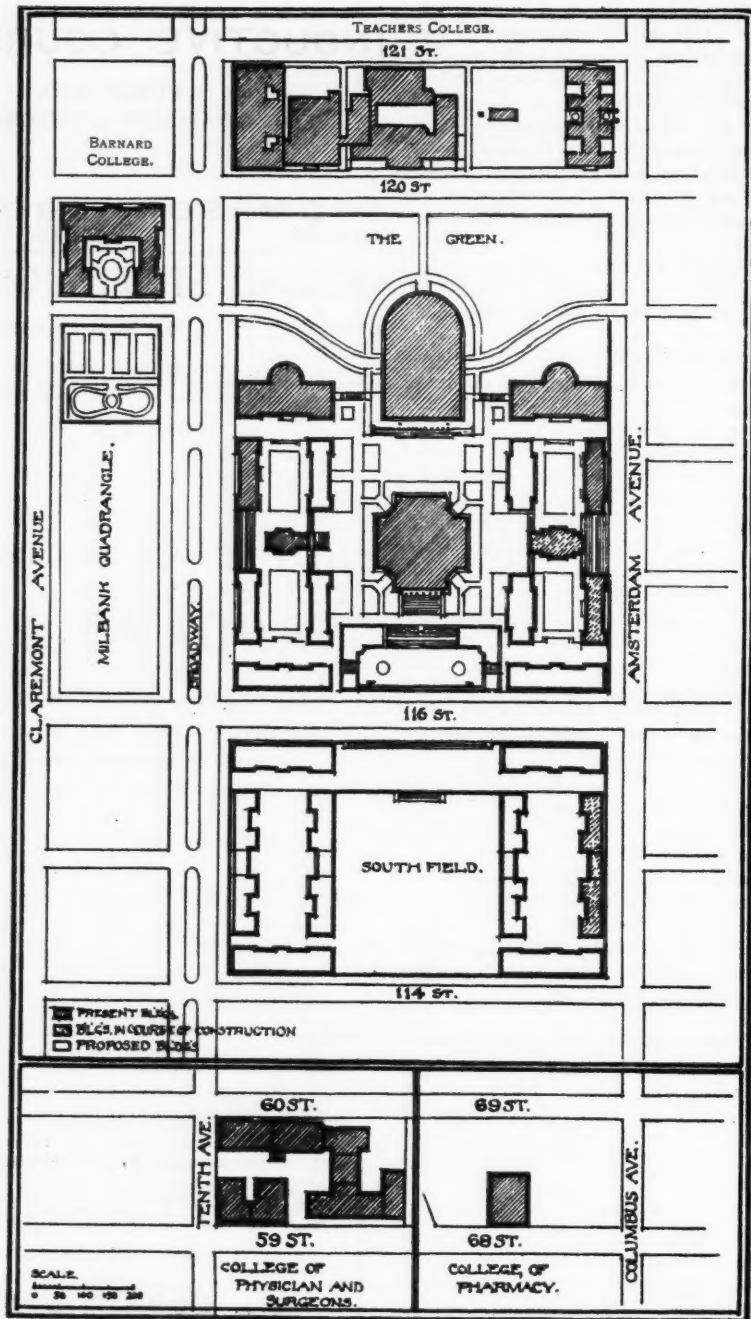 TEACHERS COLLEGE.
121 ST.
BARNARD
COLLEGE.
120 ST
THE GREEN.
CLAREMONT AVENUE
MILBANK QUADRANGLE.
BROADWAY.
AMSTERDAM AVENUE.
116 ST.
SOUTH FIELD.
114 ST.
PRESENT BLDGS.
BLGS. IN COURSE OF CONSTRUCTION
PROPOSED BLDGS
60 ST.
69 ST.
TENTH AVE.
COLUMBUS AVE.
59 ST.
68 ST.
COLLEGE OF
PHYSICIAN AND
SURGEONS.
COLLEGE OF
PHARMACY.
SCALE.
0 50 100 150 200